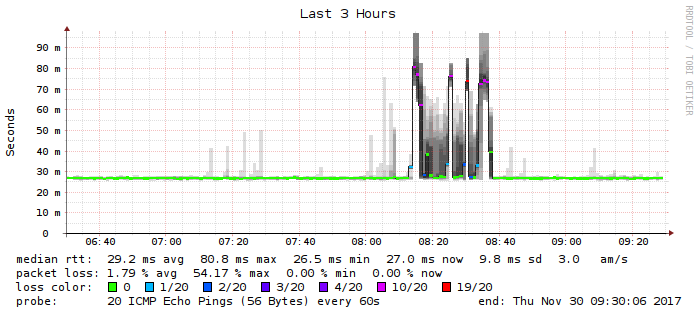 Last 3 Hours
RRDTOOL / TOBI OETIKER
Seconds
90 m
80 m
70 m
60 m
50 m
40 m
30 m
20 m
10 m
0
06:40 07:00 07:20 07:40 08:00 08:20 08:40 09:00 09:20
median rtt: 29.2 ms avg 80.8 ms max 26.5 ms min 27.0 ms now 9.8 ms sd 3.0 am/s
packet loss: 1.79 % avg 54.17 % max 0.00 % min 0.00 % now
loss color: 0 1/20 2/20 3/20 4/20 10/20 19/20
probe: 20 ICMP Echo Pings (56 Bytes) every 60s end: Thu Nov 30 09:30:06 2017